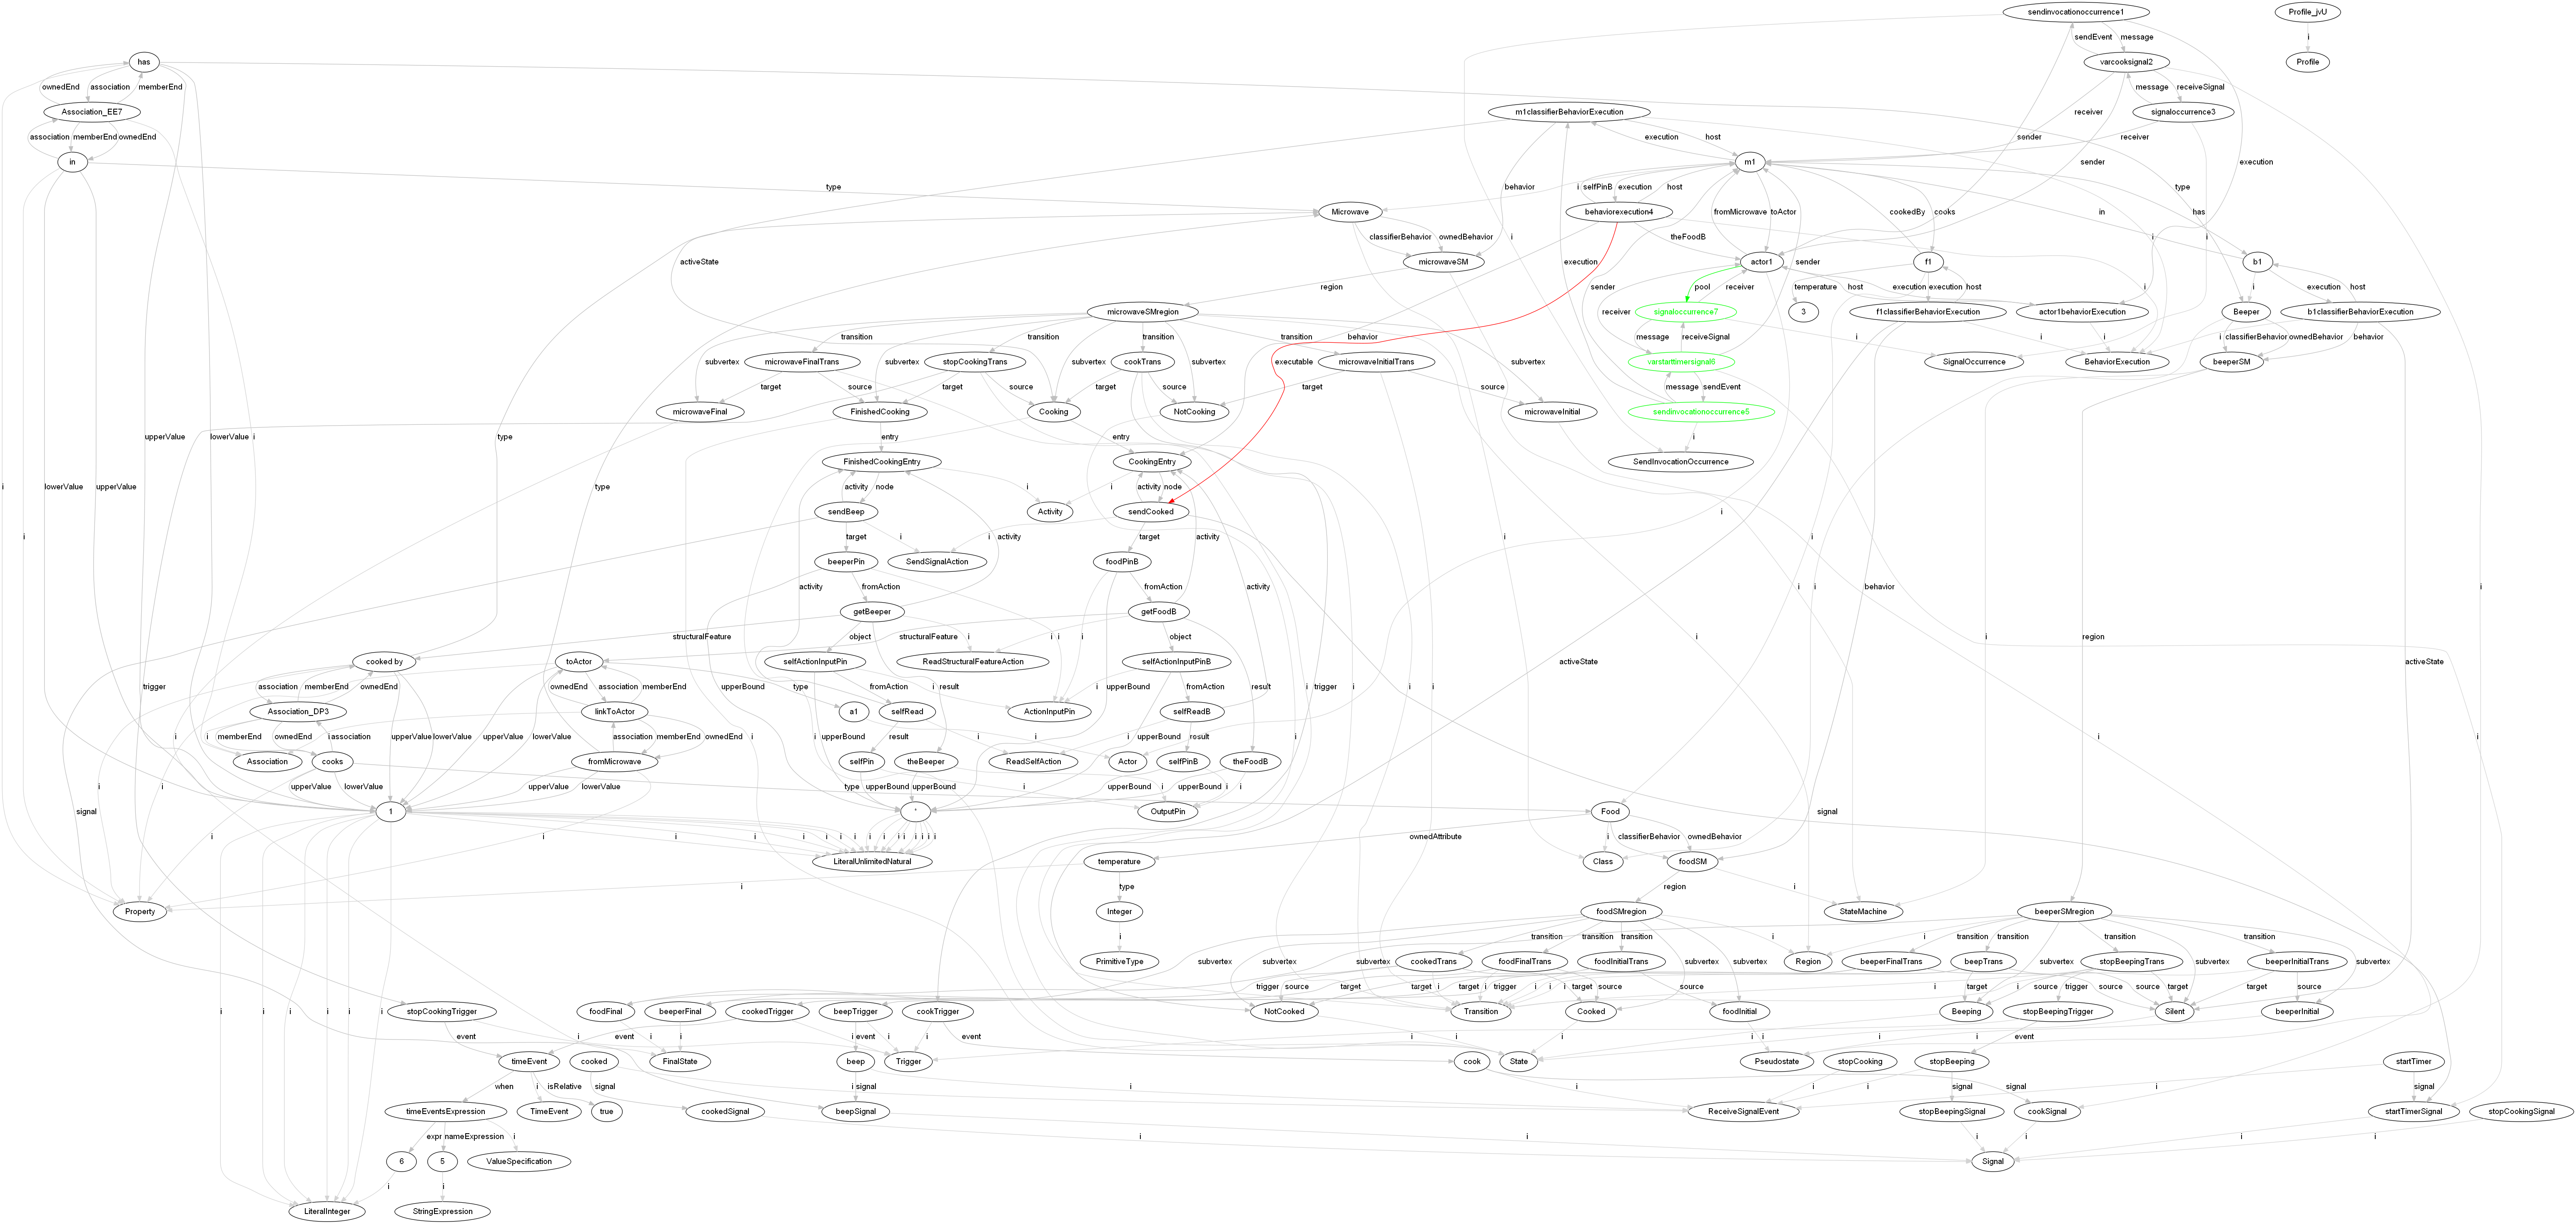 sendinvocationoccurrence1 Profile_jvU
sendEvent message i
has varcooksignal2 Profile
ownedEnd association memberEnd message receiveSignal
Association_EE7 m1classifierBehaviorExecution signaloccurrence3
association memberEnd ownedEnd execution host receiver sender receiver execution
in m1
type behavior i selfPinB execution type
Microwave behaviorexecution4
activeState classifierBehavior ownedBehavior host theFoodB fromMicrowave toActor cookedBy cooks has in sender i i
microwaveSM actor1 f1 b1
region execution sender pool receiver receiver temperature execution host host execution i execution host i
microwaveSMregion signaloccurrence7 3 f1classifierBehaviorExecution actor1behaviorExecution Beeper b1classifierBehaviorExecution
transition transition transition transition behavior message receiveSignal i i i classifierBehavior ownedBehavior behavior
subvertex subvertex subvertex subvertex executable subvertex
microwaveFinalTrans stopCookingTrans cookTrans microwaveInitialTrans varstarttimersignal6 SignalOccurrence BehaviorExecution beeperSM
target source target source target source target source message sendEvent
microwaveFinal FinishedCooking Cooking NotCooking microwaveInitial sendinvocationoccurrence5
upperValue lowerValue i type entry entry i
FinishedCookingEntry CookingEntry SendInvocationOccurrence
i lowerValue upperValue type activity node i i activity node
sendBeep Activity sendCooked
signal target i i target i i
beeperPin SendSignalAction foodPinB
activity fromAction activity fromAction activity behavior
getBeeper getFoodB
structuralFeature object i structuralFeature i object i region
cooked by toActor selfActionInputPin ReadStructuralFeatureAction selfActionInputPinB
association memberEnd ownedEnd ownedEnd association memberEnd upperBound type fromAction i result i fromAction upperBound result i trigger i i i activeState activeState
Association_DP3 linkToActor a1 selfRead ActionInputPin selfReadB
trigger memberEnd ownedEnd i association upperValue lowerValue upperValue lowerValue association memberEnd ownedEnd i upperBound result i i i upperBound result
Association cooks fromMicrowave selfPin theBeeper ReadSelfAction Actor selfPinB theFoodB
upperValue lowerValue upperValue lowerValue upperBound upperBound i type i upperBound upperBound i i
1 * OutputPin Food
signal i i i i i i i i i i i ownedAttribute i classifierBehavior ownedBehavior signal
LiteralUnlimitedNatural temperature Class foodSM
i type region i
Property Integer foodSMregion StateMachine beeperSMregion
i transition transition transition i i transition transition transition transition
subvertex subvertex subvertex subvertex subvertex subvertex subvertex
PrimitiveType cookedTrans foodFinalTrans foodInitialTrans Region beeperFinalTrans beepTrans stopBeepingTrans beeperInitialTrans
i i i i i trigger source i target i trigger i i target target source source i target source trigger source target target source
stopCookingTrigger foodFinal beeperFinal cookedTrigger beepTrigger cookTrigger NotCooked Transition Cooked foodInitial Beeping stopBeepingTrigger Silent beeperInitial
event i i i event i i event i i i i i event i
timeEvent cooked FinalState beep Trigger cook State Pseudostate stopCooking stopBeeping startTimer
when i isRelative signal i signal i i signal i i signal i signal
timeEventsExpression TimeEvent true cookedSignal beepSignal ReceiveSignalEvent stopBeepingSignal cookSignal startTimerSignal stopCookingSignal
expr nameExpression i i i i i i i
6 5 ValueSpecification Signal
i i
LiteralInteger StringExpression